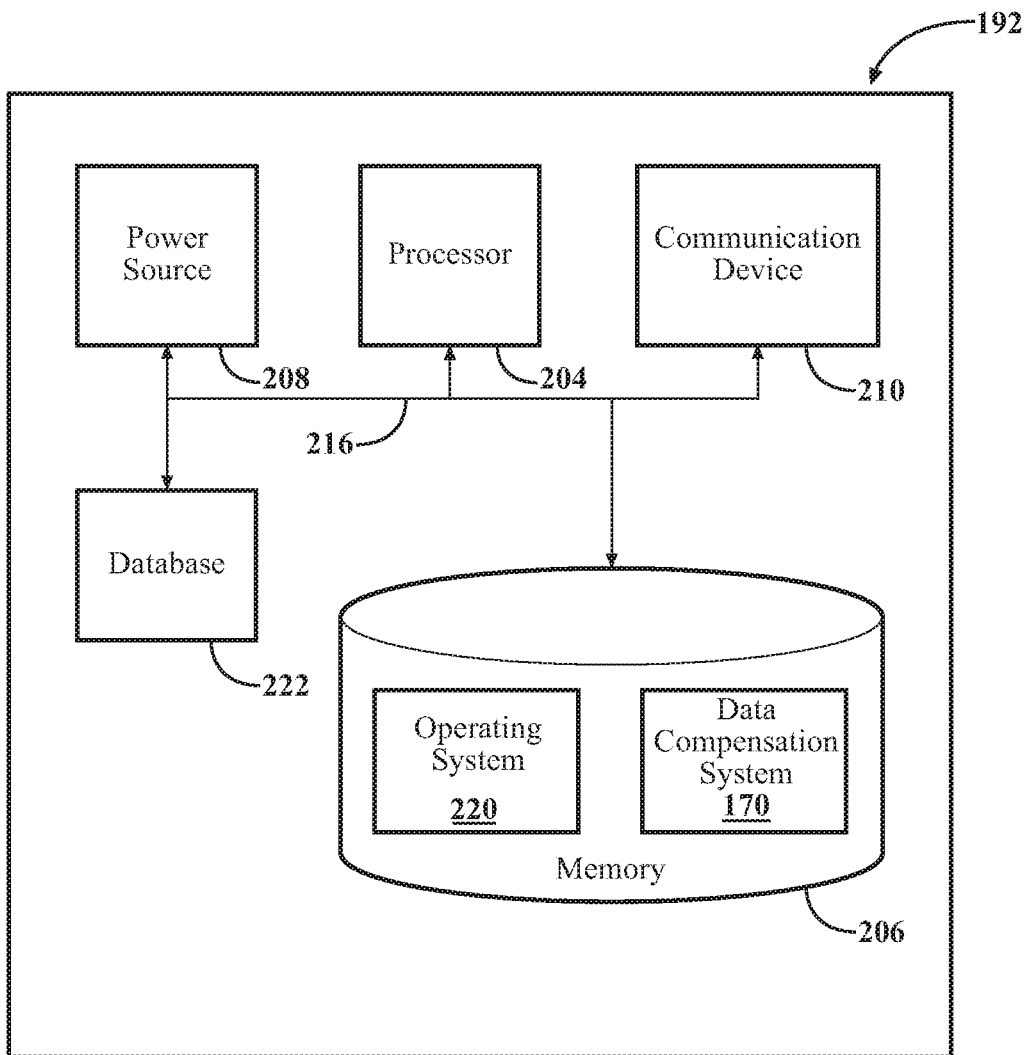 192
Power
Source
Processor
Communication
Device
208
204
210
216
Database
222
Operating
System
220
Data
Compensation
System
170
Memory
206